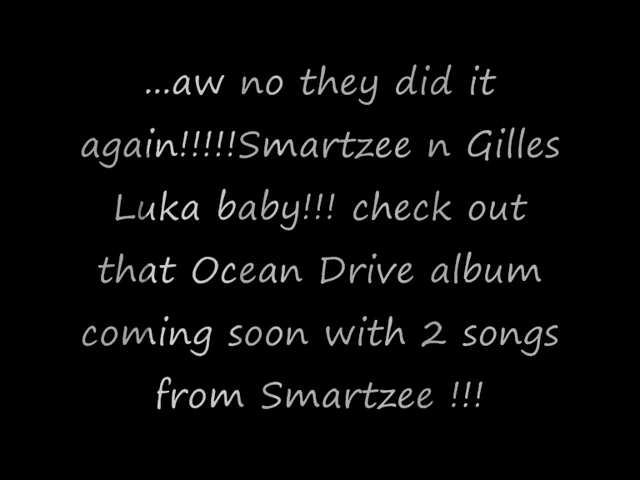 ...aw no they did it
again!!!!!Smartzee n Gilles
Luka baby!!! check out
that Ocean Drive album
coming soon with 2 songs
from Smartzee !!!